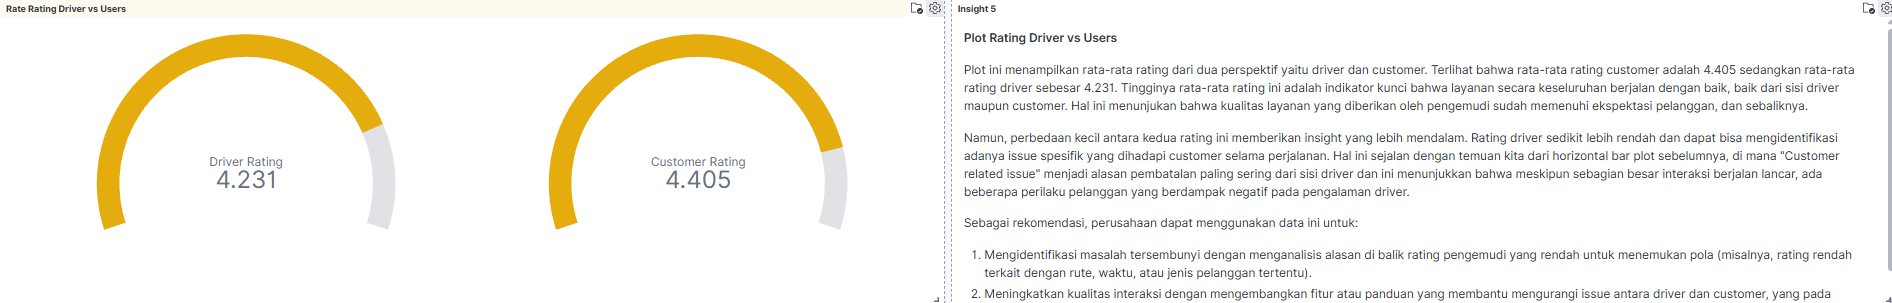 Rate Rating Driver vs Users
Driver Rating
4.231
Customer Rating
4.405
Insight 5
Plot Rating Driver vs Users
Plot ini menampilkan rata-rata rating dari dua perspektif yaitu driver dan customer. Terlihat bahwa rata-rata rating customer adalah 4.405 sedangkan rata-rata
rating driver sebesar 4.231. Tingginya rata-rata rating ini adalah indikator kunci bahwa layanan secara keseluruhan berjalan dengan baik, baik dari sisi driver
maupun customer. Hal ini menunjukan bahwa kualitas layanan yang diberikan oleh pengemudi sudah memenuhi ekspektasi pelanggan, dan sebaliknya.
Namun, perbedaan kecil antara kedua rating ini memberikan insight yang lebih mendalam. Rating driver sedikit lebih rendah dan dapat bisa mengidentifikasi
adanya issue spesifik yang dihadapi customer selama perjalanan. Hal ini sejalan dengan temuan kita dari horizontal bar plot sebelumnya, di mana "Customer
related issue" menjadi alasan pembatalan paling sering dari sisi driver dan ini menunjukkan bahwa meskipun sebagian besar interaksi berjalan lancar, ada
beberapa perilaku pelanggan yang berdampak negatif pada pengalaman driver.
Sebagai rekomendasi, perusahaan dapat menggunakan data ini untuk:
1. Mengidentifikasi masalah tersembunyi dengan menganalisis alasan di balik rating pengemudi yang rendah untuk menemukan pola (misalnya, rating rendah
terkait dengan rute, waktu, atau jenis pelanggan tertentu).
2. Meningkatkan kualitas interaksi dengan mengembangkan fitur atau panduan yang membantu mengurangi issue antara driver dan customer, yang pada